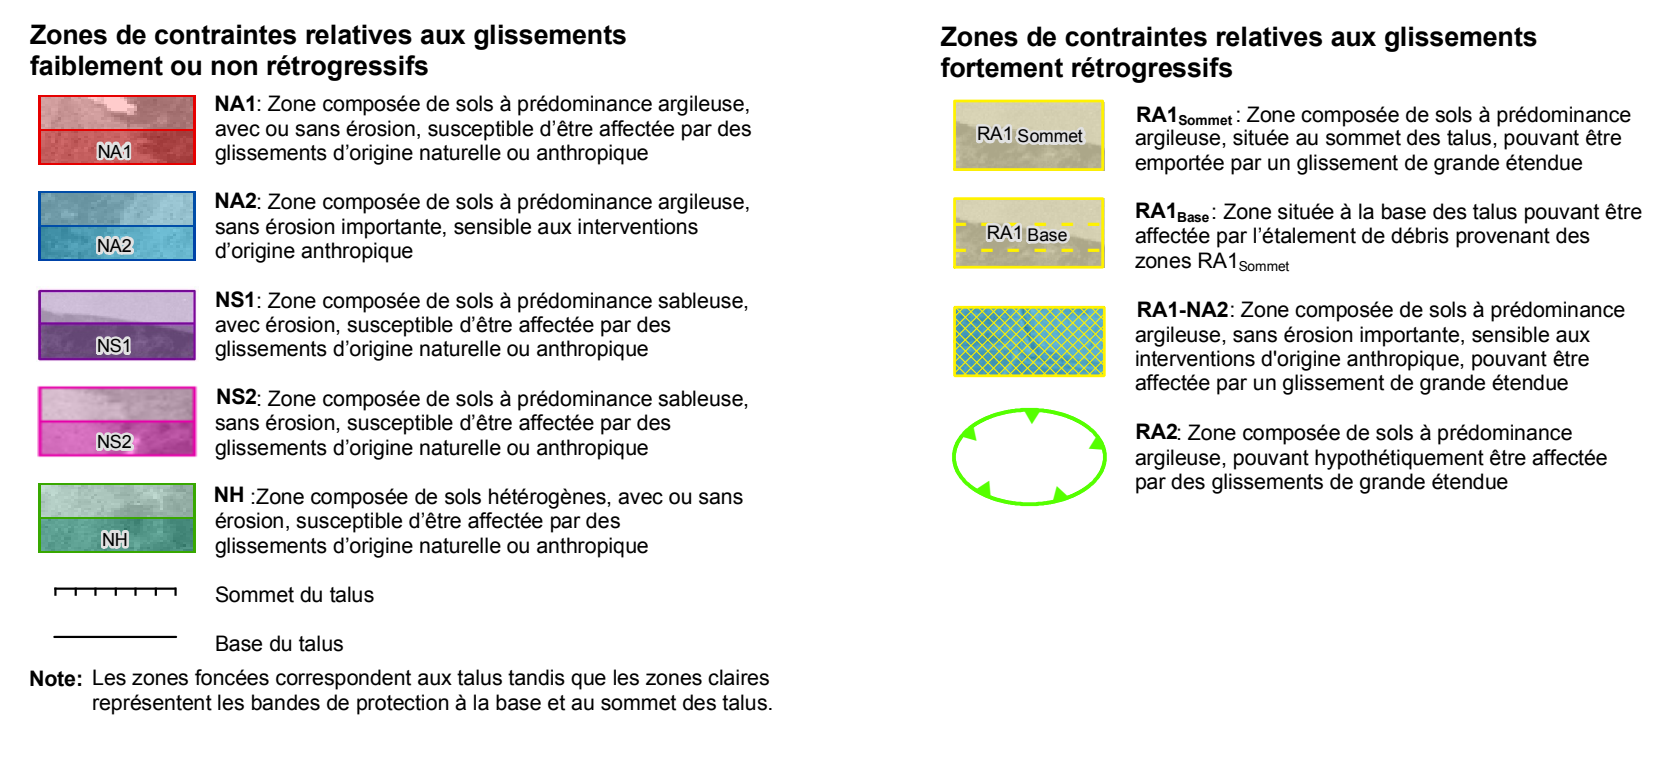 Zones de contraintes relatives aux glissements
faiblement ou non rétrogressifs
NA1
NA1: Zone composée de sols à prédominance argileuse,
avec ou sans érosion, susceptible d'être affectée par des
glissements d'origine naturelle ou anthropique
NA2
NA2: Zone composée de sols à prédominance argileuse,
sans érosion importante, sensible aux interventions
d'origine anthropique
NS1
NS1: Zone composée de sols à prédominance sableuse,
avec érosion, susceptible d'être affectée par des
glissements d'origine naturelle ou anthropique
NS2
NS2: Zone composée de sols à prédominance sableuse,
sans érosion, susceptible d'être affectée par des
glissements d'origine naturelle ou anthropique
NH
NH :Zone composée de sols hétérogènes, avec ou sans
érosion, susceptible d'être affectée par des
glissements d'origine naturelle ou anthropique
Sommet du talus
Base du talus
Note: Les zones foncées correspondent aux talus tandis que les zones claires
représentent les bandes de protection à la base et au sommet des talus.
Zones de contraintes relatives aux glissements
fortement rétrogressifs
RA1 Sommet
RA1Sommet : Zone composée de sols à prédominance
argileuse, située au sommet des talus, pouvant être
emportée par un glissement de grande étendue
RA1 Base
RA1Base : Zone située à la base des talus pouvant être
affectée par l'étalement de débris provenant des
zones RA1Sommet
RA1-NA2: Zone composée de sols à prédominance
argileuse, sans érosion importante, sensible aux
interventions d'origine anthropique, pouvant être
affectée par un glissement de grande étendue
RA2: Zone composée de sols à prédominance
argileuse, pouvant hypothétiquement être affectée
par des glissements de grande étendue